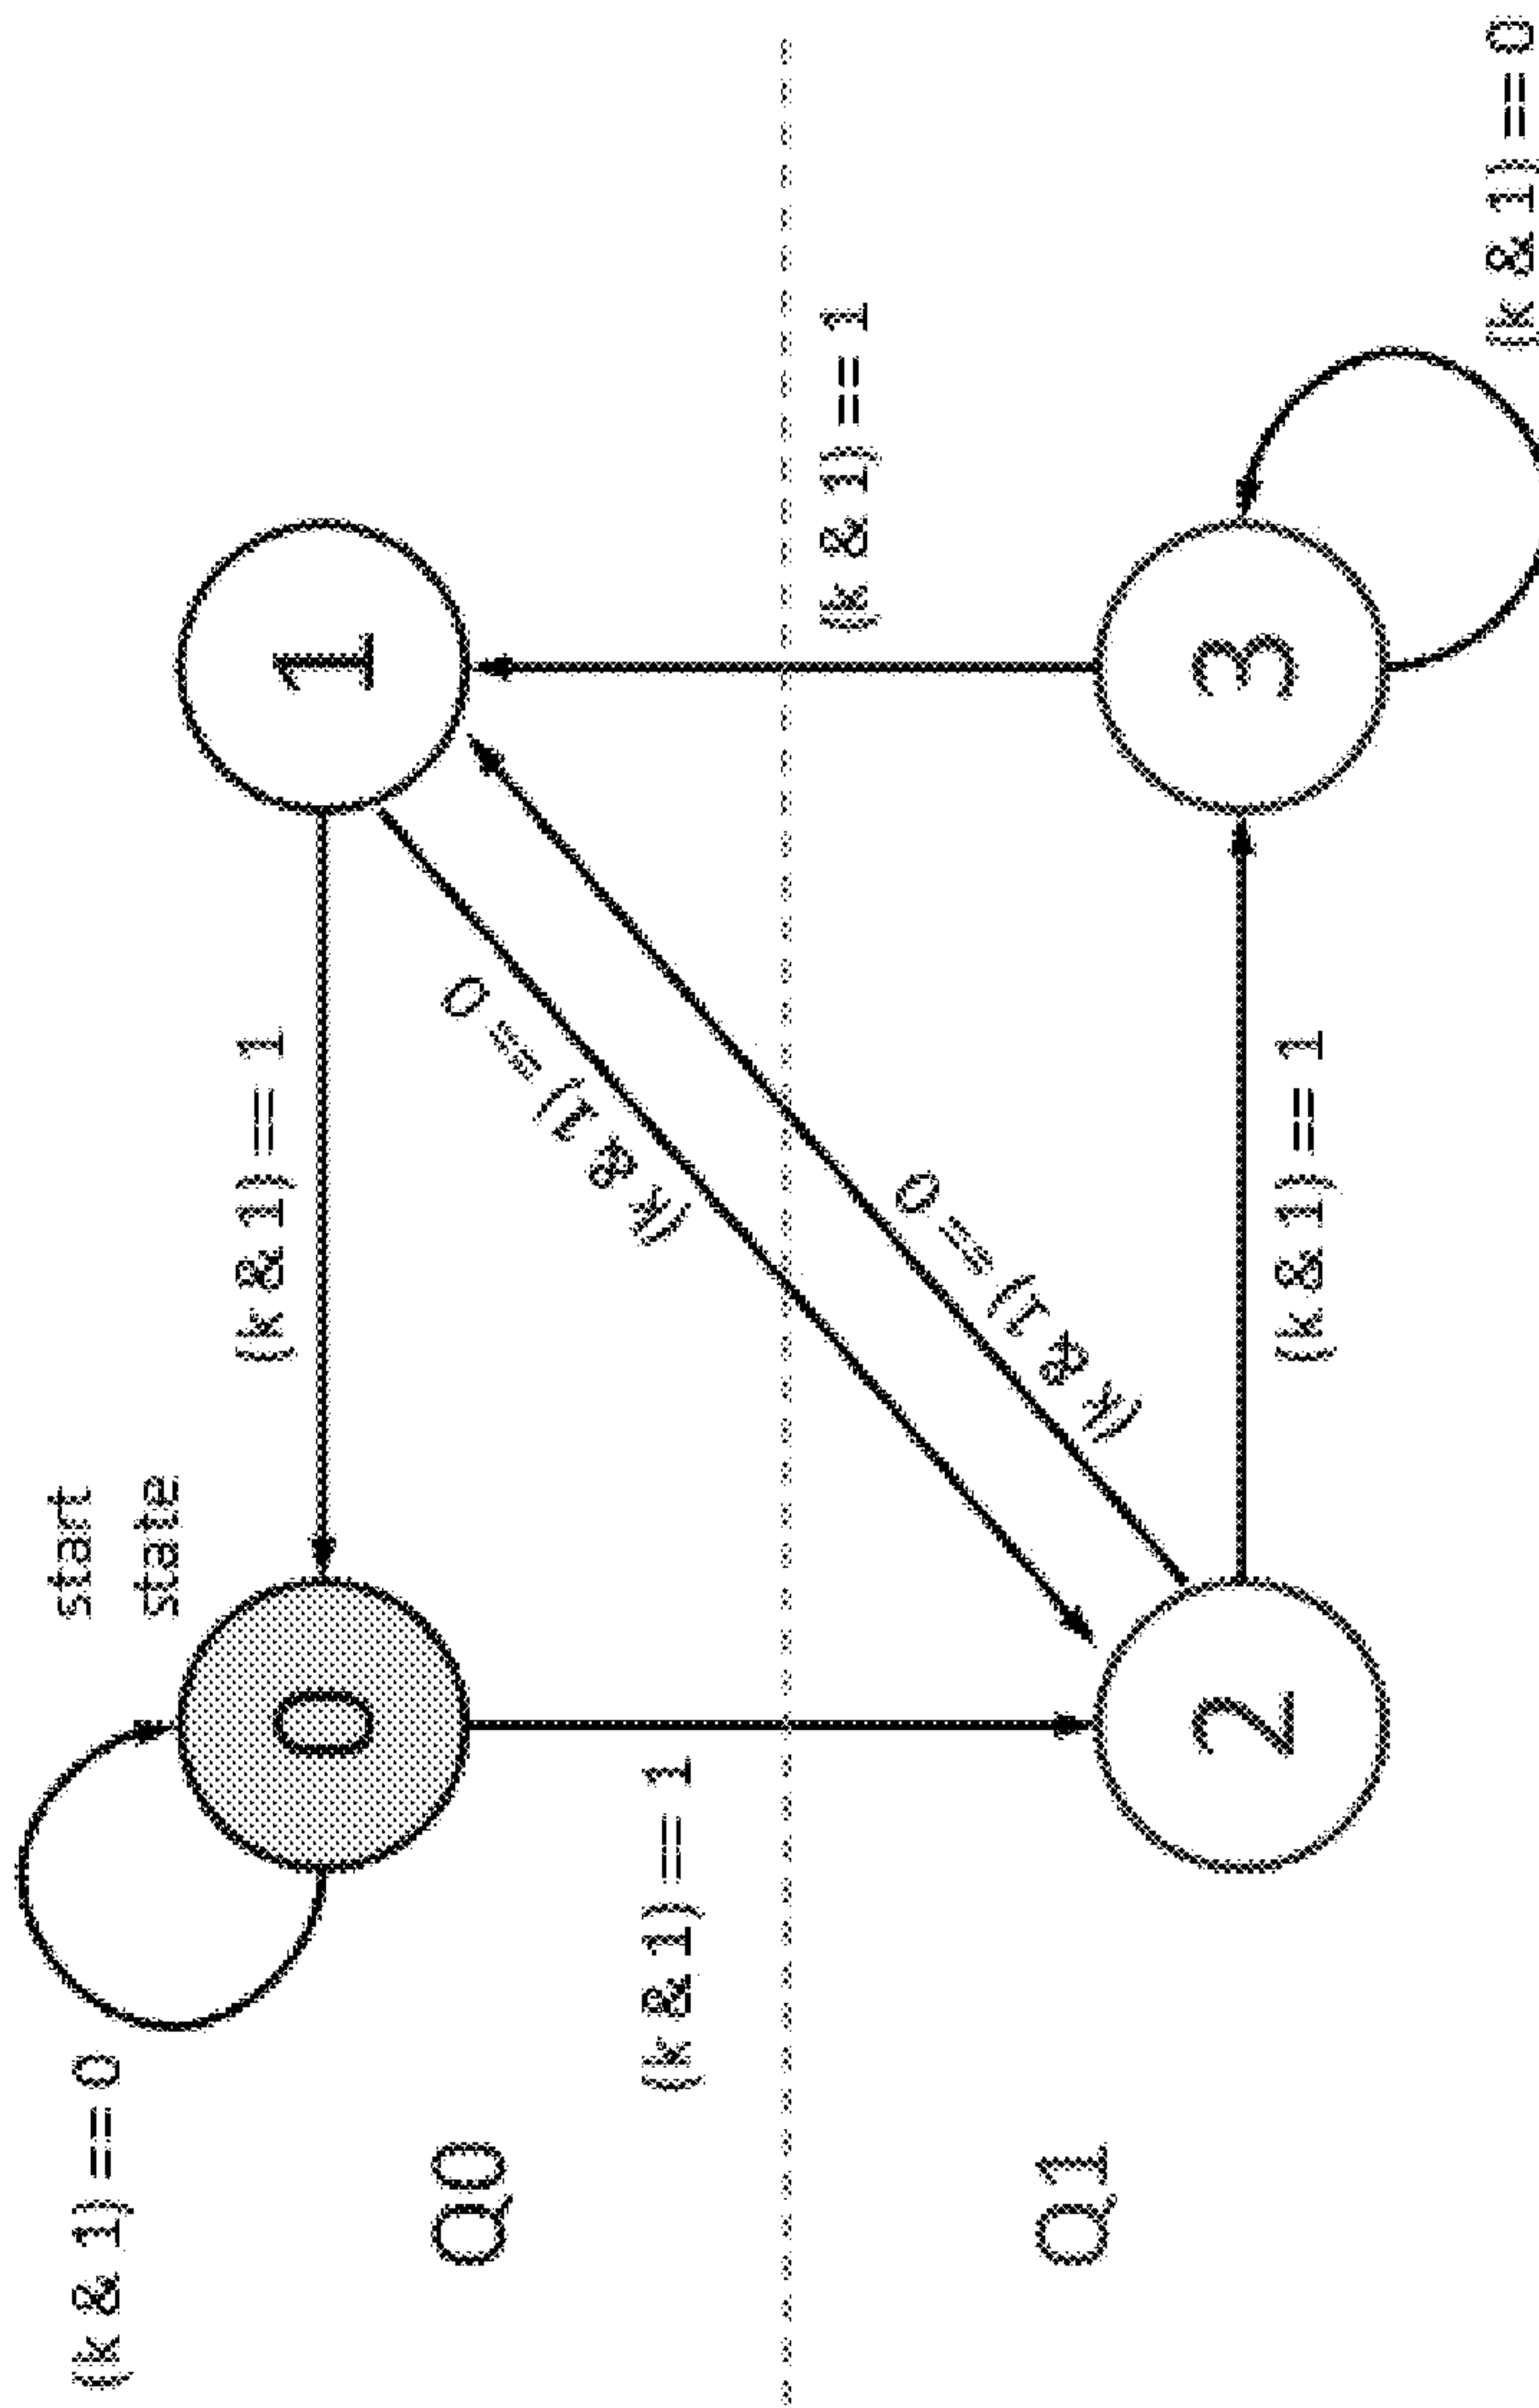 start
state
(k & 1) == 0
0
(k & 1) == 1
1
Q0
(k & 1) == 1
(k & 1) == 0
(k & 1) == 1
(k & 1) == 0
Q1
2
(k & 1) == 1
3
(k & 1) == 0